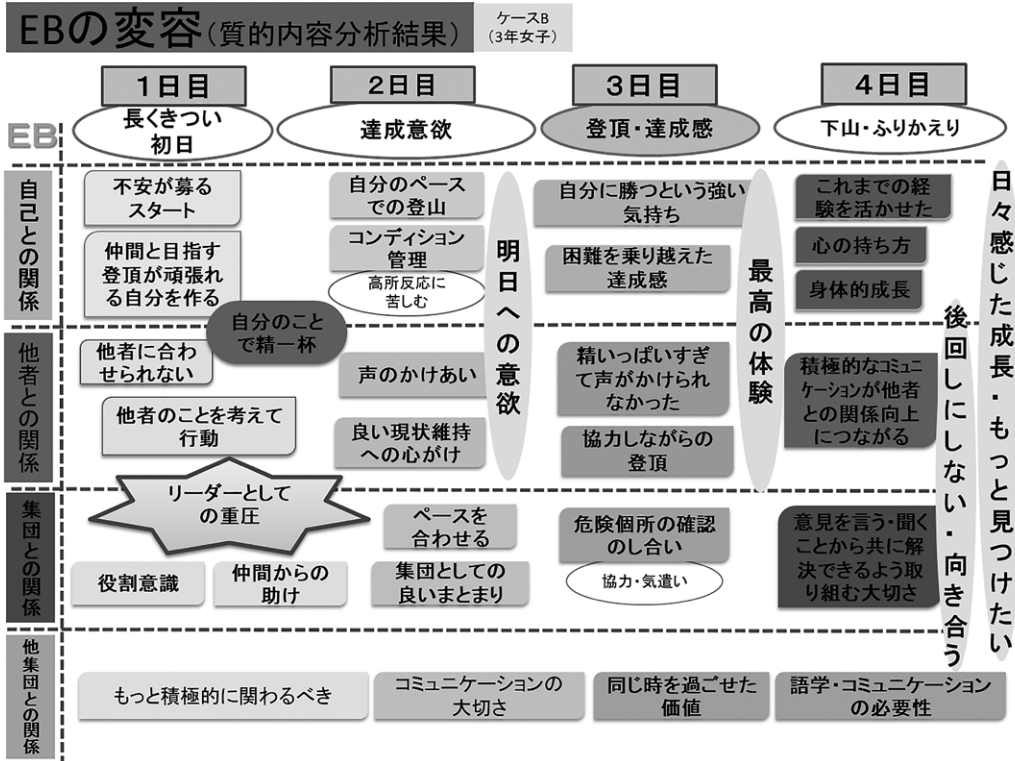 EBの変容(質的内容分析結果)
ケースB
(3年女子)
1日目
2日目
3日目
4日目
EB
長くきつい
初日
達成意欲
登頂・達成感
下山・ふりかえり
自己との関係
不安が募る
スタート
仲間と目指す
登頂が頑張れ
る自分を作る
自分のペース
での登山
コンディション
管理
高所反応に
苦しむ
自分に勝つという強い
気持ち
困難を乗り越えた
達成感
これまでの経
験を活かせた
心の持ち方
身体的成長
自分のこと
で精一杯
明日への意欲
最高の体験
日々感じた成長・もっと見つけたい
後回しにしない・向き合う
他者との関係
他者に合わ
せられない
他者のことを考えて
行動
声のかけあい
良い現状維持
への心がけ
精いっぱいすぎ
て声がかけられ
なかった
協力しながらの
登頂
積極的なコミュニ
ケーションが他者
との関係向上
につながる
集団との関係
リーダーとして
の重圧
役割意識
仲間からの
助け
ペースを
合わせる
集団としての
良いまとまり
危険個所の確認
のし合い
協力・気遣い
意見を言う・聞く
ことから共に解
決できるよう取
り組む大切さ
他集団との関係
もっと積極的に関わるべき
コミュニケーションの
大切さ
同じ時を過ごせた
価値
語学・コミュニケーション
の必要性